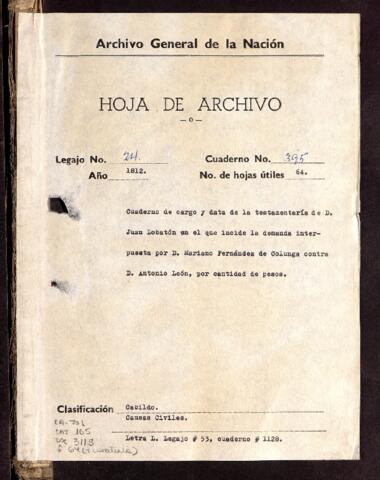 Archivo General de la Nación
HOJA DE ARCHIVO
—o—
Legajo No. 24. Cuaderno No. 395
Año 1812. No. de hojas útiles 64.
Cuaderno de cargo y data de la testamentaría de D.
Juan Lobatón en el que incide la demanda inter-
puesta por D. Mariano Fernández de Colunga contra
D. Antonio León, por cantidad de pesos.
Clasificación Cabildo.
Causas Civiles.
Letra L. Legajo # 53, cuaderno # 1128.
165
3113